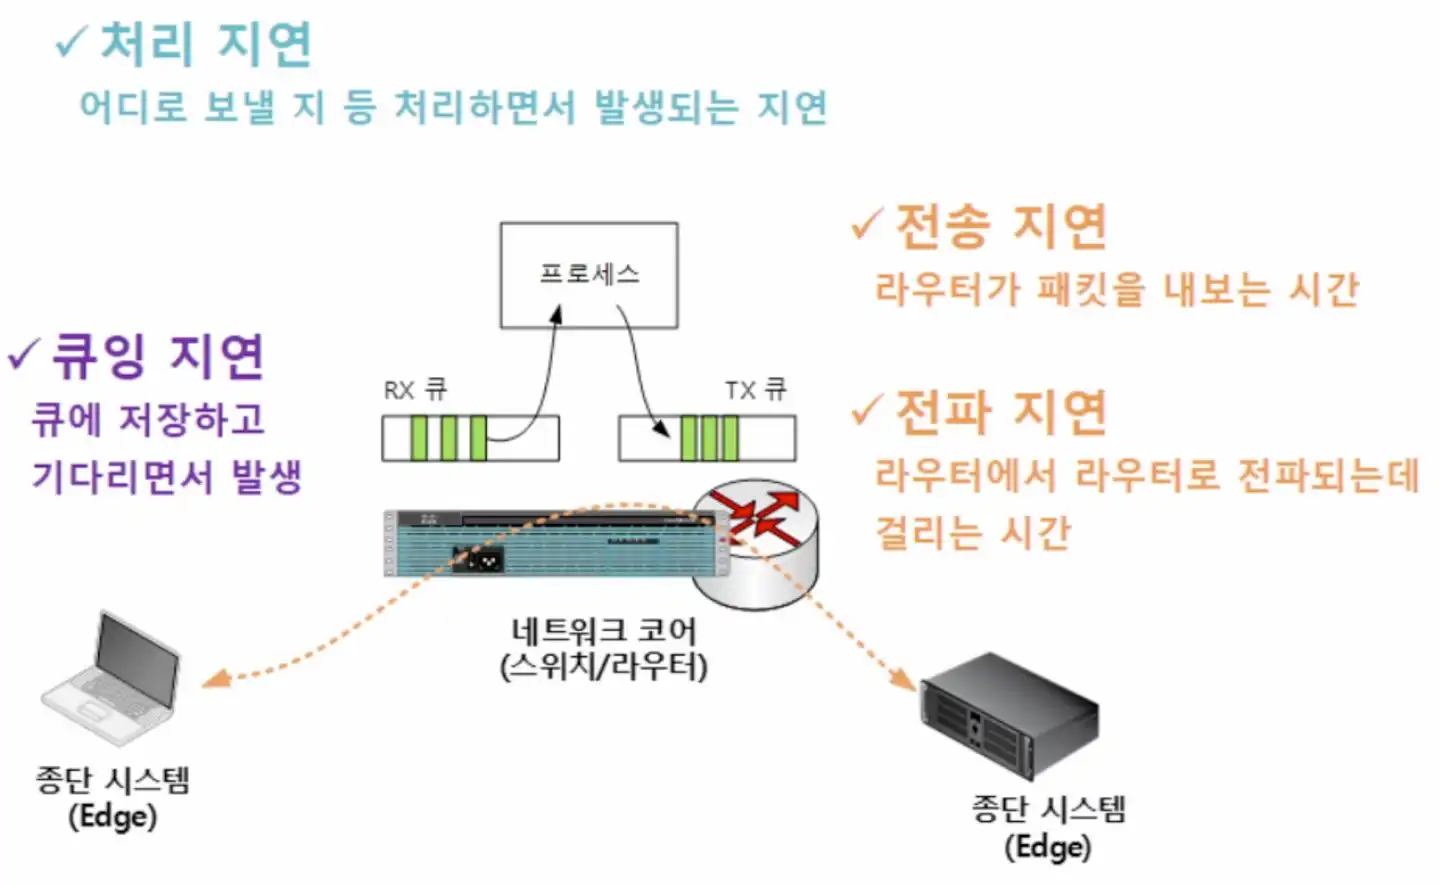 ✓ 처리 지연
어디로 보낼 지 등 처리하면서 발생되는 지연
✓ 전송 지연
라우터가 패킷을 내보는 시간
프로세스
✓ 큐잉 지연
큐에 저장하고
기다리면서 발생
RX 큐
TX 큐
✓ 전파 지연
라우터에서 라우터로 전파되는데
걸리는 시간
네트워크 코어
(스위치/라우터)
종단 시스템
(Edge)
종단 시스템
(Edge)